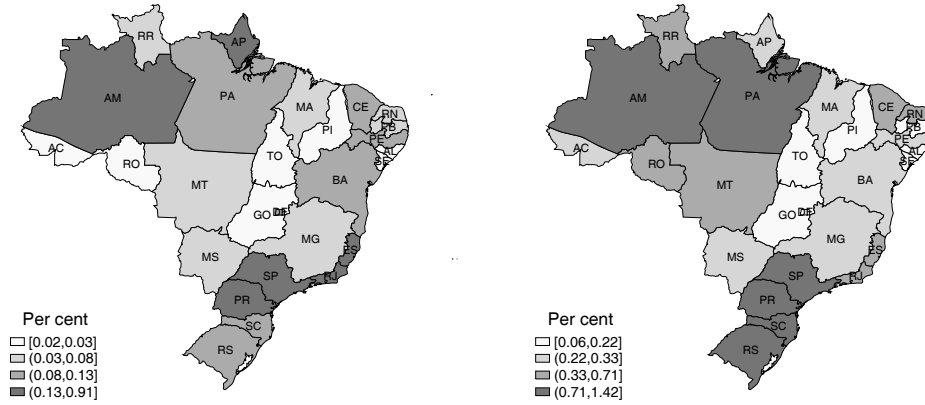 RR
AP
AM
PA
MA
CE
RN
PB
PI
PE
AL
SE
AC
RO
TO
BA
MT
GO
DF
MG
MS
ES
SP
RJ
PR
SC
RS
Per cent
[0.02,0.03]
(0.03,0.08]
(0.08,0.13]
(0.13,0.91]
RR
AP
AM
PA
MA
CE
RN
PB
PI
PE
AL
SE
AC
RO
TO
BA
MT
GO
DF
MG
MS
ES
SP
RJ
PR
SC
RS
Per cent
[0.06,0.22]
(0.22,0.33]
(0.33,0.71]
(0.71,1.42]